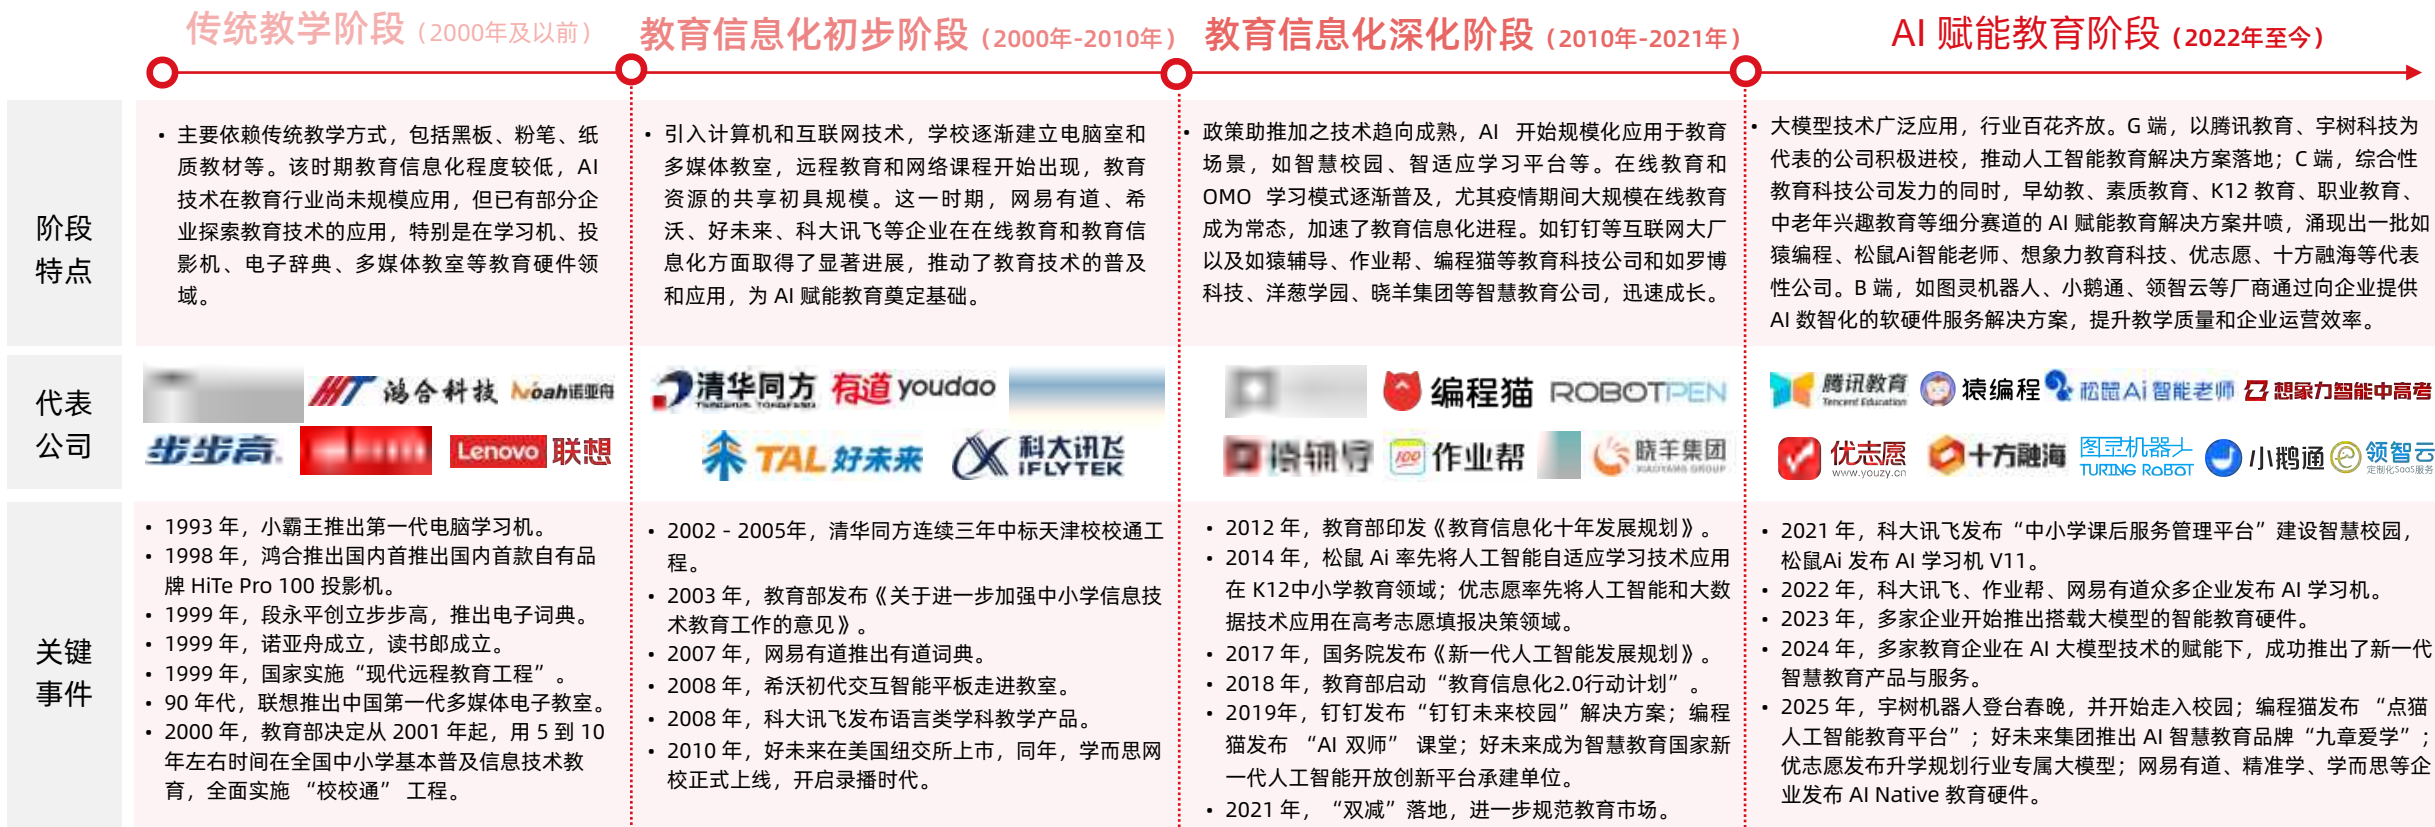 传统教学阶段（2000年及以前）
教育信息化初步阶段（2000年-2010年）
教育信息化深化阶段（2010年-2021年）
AI 赋能教育阶段（2022年至今）
阶段
特点
• 主要依赖传统教学方式，包括黑板、粉笔、纸
质教材等。该时期教育信息化程度较低，AI
技术在教育行业尚未规模应用，但已有部分企
业探索教育技术的应用，特别是在学习机、投
影机、电子辞典、多媒体教室等教育硬件领
域。
• 引入计算机和互联网技术，学校逐渐建立电脑室和
多媒体教室，远程教育和网络课程开始出现，教育
资源的共享初具规模。这一时期，网易有道、希
沃、好未来、科大讯飞等企业在在线教育和教育信
息化方面取得了显著进展，推动了教育技术的普及
和应用，为 AI 赋能教育奠定基础。
• 政策助推加之技术趋向成熟，AI 开始规模化应用于教育
场景，如智慧校园、智适应学习平台等。在线教育和
OMO 学习模式逐渐普及，尤其疫情期间大规模在线教育
成为常态，加速了教育信息化进程。如钉钉等互联网大厂
以及如猿辅导、作业帮、编程猫等教育科技公司和如罗博
科技、洋葱学园、晓羊集团等智慧教育公司，迅速成长。
• 大模型技术广泛应用，行业百花齐放。G 端，以腾讯教育、宇树科技为
代表的公司积极进校，推动人工智能教育解决方案落地；C 端，综合性
教育科技公司发力的同时，早幼教、素质教育、K12 教育、职业教育、
中老年兴趣教育等细分赛道的 AI 赋能教育解决方案井喷，涌现出一批如
猿编程、松鼠Ai智能老师、想象力教育科技、优志愿、十方融海等代表
性公司。B 端，如图灵机器人、小鹅通、领智云等厂商通过向企业提供
AI 数智化的软硬件服务解决方案，提升教学质量和企业运营效率。
代表
公司
HT 鸿合科技 Noah诺亚舟
步步高 Lenovo 联想
清华同方 有道 youdao
TSINGHUA TONGFANG
TAL 好未来 科大讯飞
iFLYTEK
编程猫 ROBOTPEN
猿辅导 100 作业帮 晓羊集团
XIAOYANG GROUP
腾讯教育 猿编程 松鼠Ai智能老师 想象力智能中高考
Tencent Education
优志愿 十方融海 图灵机器人 小鹅通 领智云
www.youzy.cn TURING ROBOT 定制化SaaS服务
关键
事件
• 1993 年，小霸王推出第一代电脑学习机。
• 1998 年，鸿合推出国内首推出国内首款自有品
牌 HiTe Pro 100 投影机。
• 1999 年，段永平创立步步高，推出电子词典。
• 1999 年，诺亚舟成立，读书郎成立。
• 1999 年，国家实施“现代远程教育工程”。
• 90 年代，联想推出中国第一代多媒体电子教室。
• 2000 年，教育部决定从 2001 年起，用 5 到 10
年左右时间在全国中小学基本普及信息技术教
育，全面实施 “校校通” 工程。
• 2002 - 2005年，清华同方连续三年中标天津校校通工
程。
• 2003 年，教育部发布《关于进一步加强中小学信息技
术教育工作的意见》。
• 2007 年，网易有道推出有道词典。
• 2008 年，希沃初代交互智能平板走进教室。
• 2008 年，科大讯飞发布语言类学科教学产品。
• 2010 年，好未来在美国纽交所上市，同年，学而思网
校正式上线，开启录播时代。
• 2012 年，教育部印发《教育信息化十年发展规划》。
• 2014 年，松鼠 Ai 率先将人工智能自适应学习技术应用
在 K12中小学教育领域；优志愿率先将人工智能和大数
据技术应用在高考志愿填报决策领域。
• 2017 年，国务院发布《新一代人工智能发展规划》。
• 2018 年，教育部启动“教育信息化2.0行动计划”。
• 2019年，钉钉发布“钉钉未来校园”解决方案；编程
猫发布 “AI 双师” 课堂；好未来成为智慧教育国家新
一代人工智能开放创新平台承建单位。
• 2021 年，“双减”落地，进一步规范教育市场。
• 2021 年，科大讯飞发布“中小学课后服务管理平台”建设智慧校园，
松鼠Ai 发布 AI 学习机 V11。
• 2022 年，科大讯飞、作业帮、网易有道众多企业发布 AI 学习机。
• 2023 年，多家企业开始推出搭载大模型的智能教育硬件。
• 2024 年，多家教育企业在 AI 大模型技术的赋能下，成功推出了新一代
智慧教育产品与服务。
• 2025 年，宇树机器人登台春晚，并开始走入校园；编程猫发布 “点猫
人工智能教育平台”；好未来集团推出 AI 智慧教育品牌“九章爱学”；
优志愿发布升学规划行业专属大模型；网易有道、精准学、学而思等企
业发布 AI Native 教育硬件。